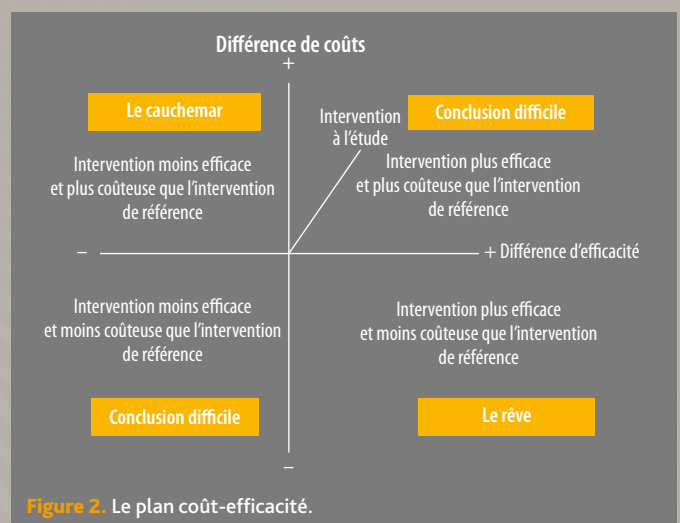 Différence de coûts
+
Le cauchemar
Intervention moins efficace
et plus coûteuse que l'intervention
de référence
Intervention
à l'étude
Conclusion difficile
Intervention plus efficace
et plus coûteuse que l'intervention
de référence
–
+ Différence d'efficacité
Intervention moins efficace
et moins coûteuse que l'intervention
de référence
Conclusion difficile
Intervention plus efficace
et moins coûteuse que l'intervention
de référence
Le rêve
–
Figure 2. Le plan coût-efficacité.